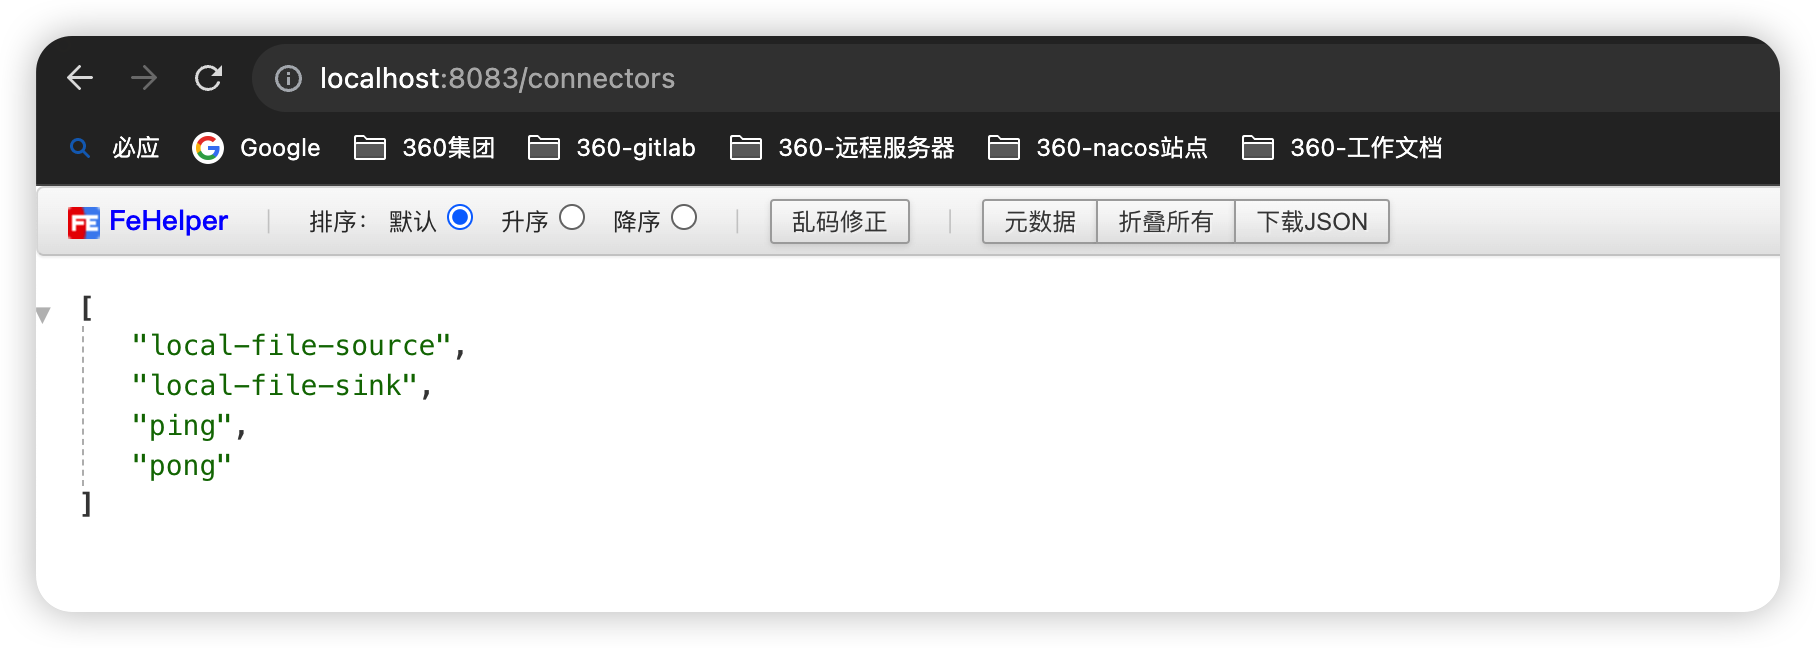 localhost:8083/connectors
必应 Google 360集团 360-gitlab 360-远程服务器 360-nacos站点 360-工作文档
FE FeHelper 排序： 默认 升序 降序 乱码修正 元数据 折叠所有 下载JSON
[
"local-file-source",
"local-file-sink",
"ping",
"pong"
]